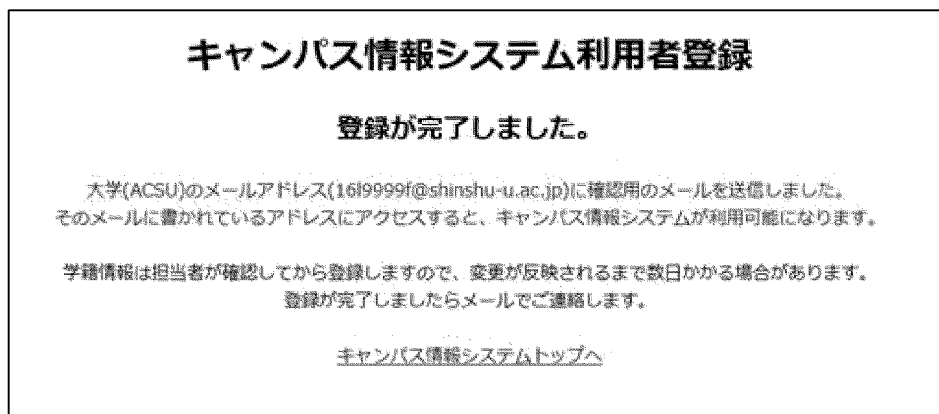 キャンパス情報システム利用者登録
登録が完了しました。
大学(ACSU)のメールアドレス(16l9999f@shinshu-u.ac.jp)に確認用のメールを送信しました。
そのメールに書かれているアドレスにアクセスすると、キャンパス情報システムが利用可能になります。
学籍情報は担当者が確認してから登録しますので、変更が反映されるまで数日かかる場合があります。
登録が完了しましたらメールでご連絡します。
キャンパス情報システムトップへ